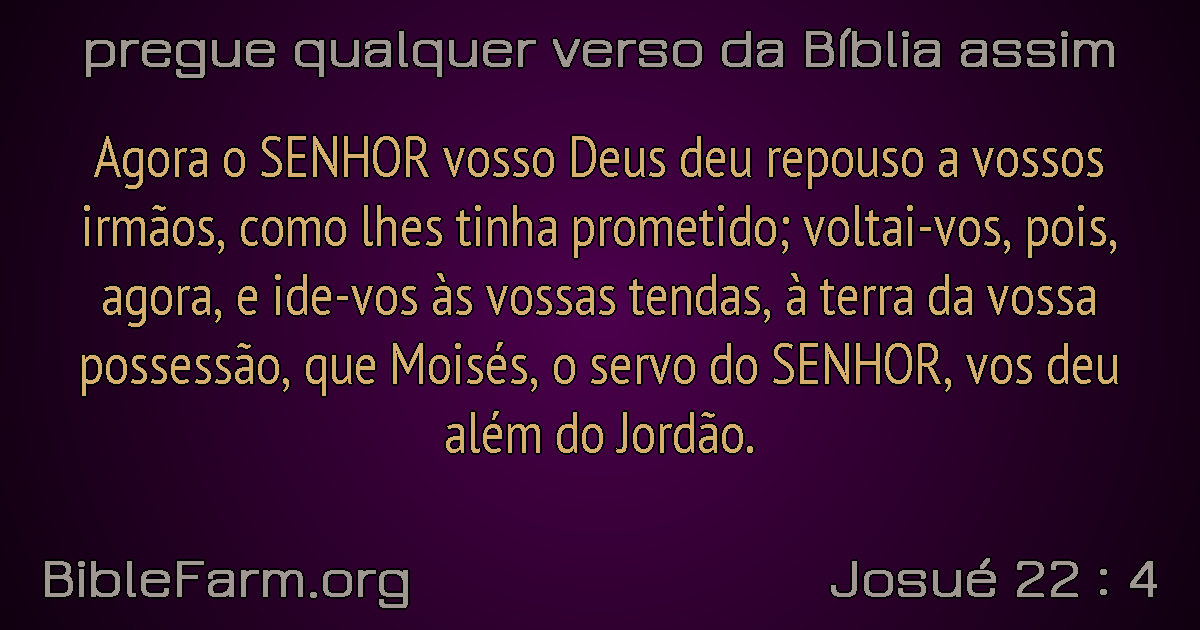 pregue qualquer verso da Bíblia assim
Agora o SENHOR vosso Deus deu repouso a vossos
irmãos, como lhes tinha prometido; voltai-vos, pois,
agora, e ide-vos às vossas tendas, à terra da vossa
possessão, que Moisés, o servo do SENHOR, vos deu
além do Jordão.
BibleFarm.org
Josué 22 : 4